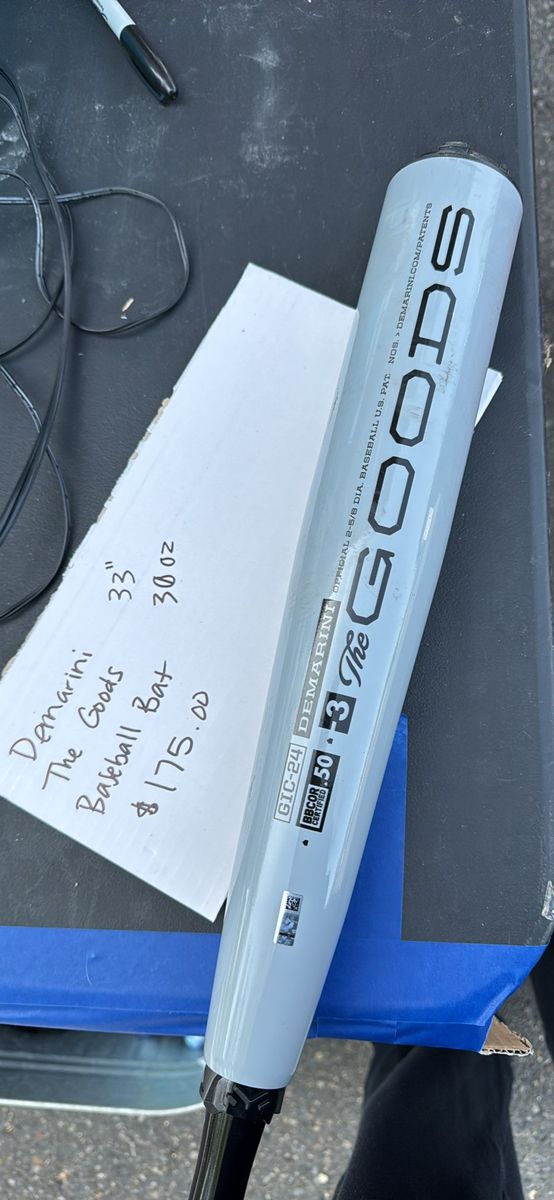 Demarini 33"
The Goods 30 oz
Baseball Bat
$175.00
OFFICIAL 2-5/8 DIA. BASEBALL U.S. PAT. NOS. > DEMARINI.COM/PATENTS
The GOODS
GIC-24 DEMARINI
BBCOR CERTIFIED .50 -3